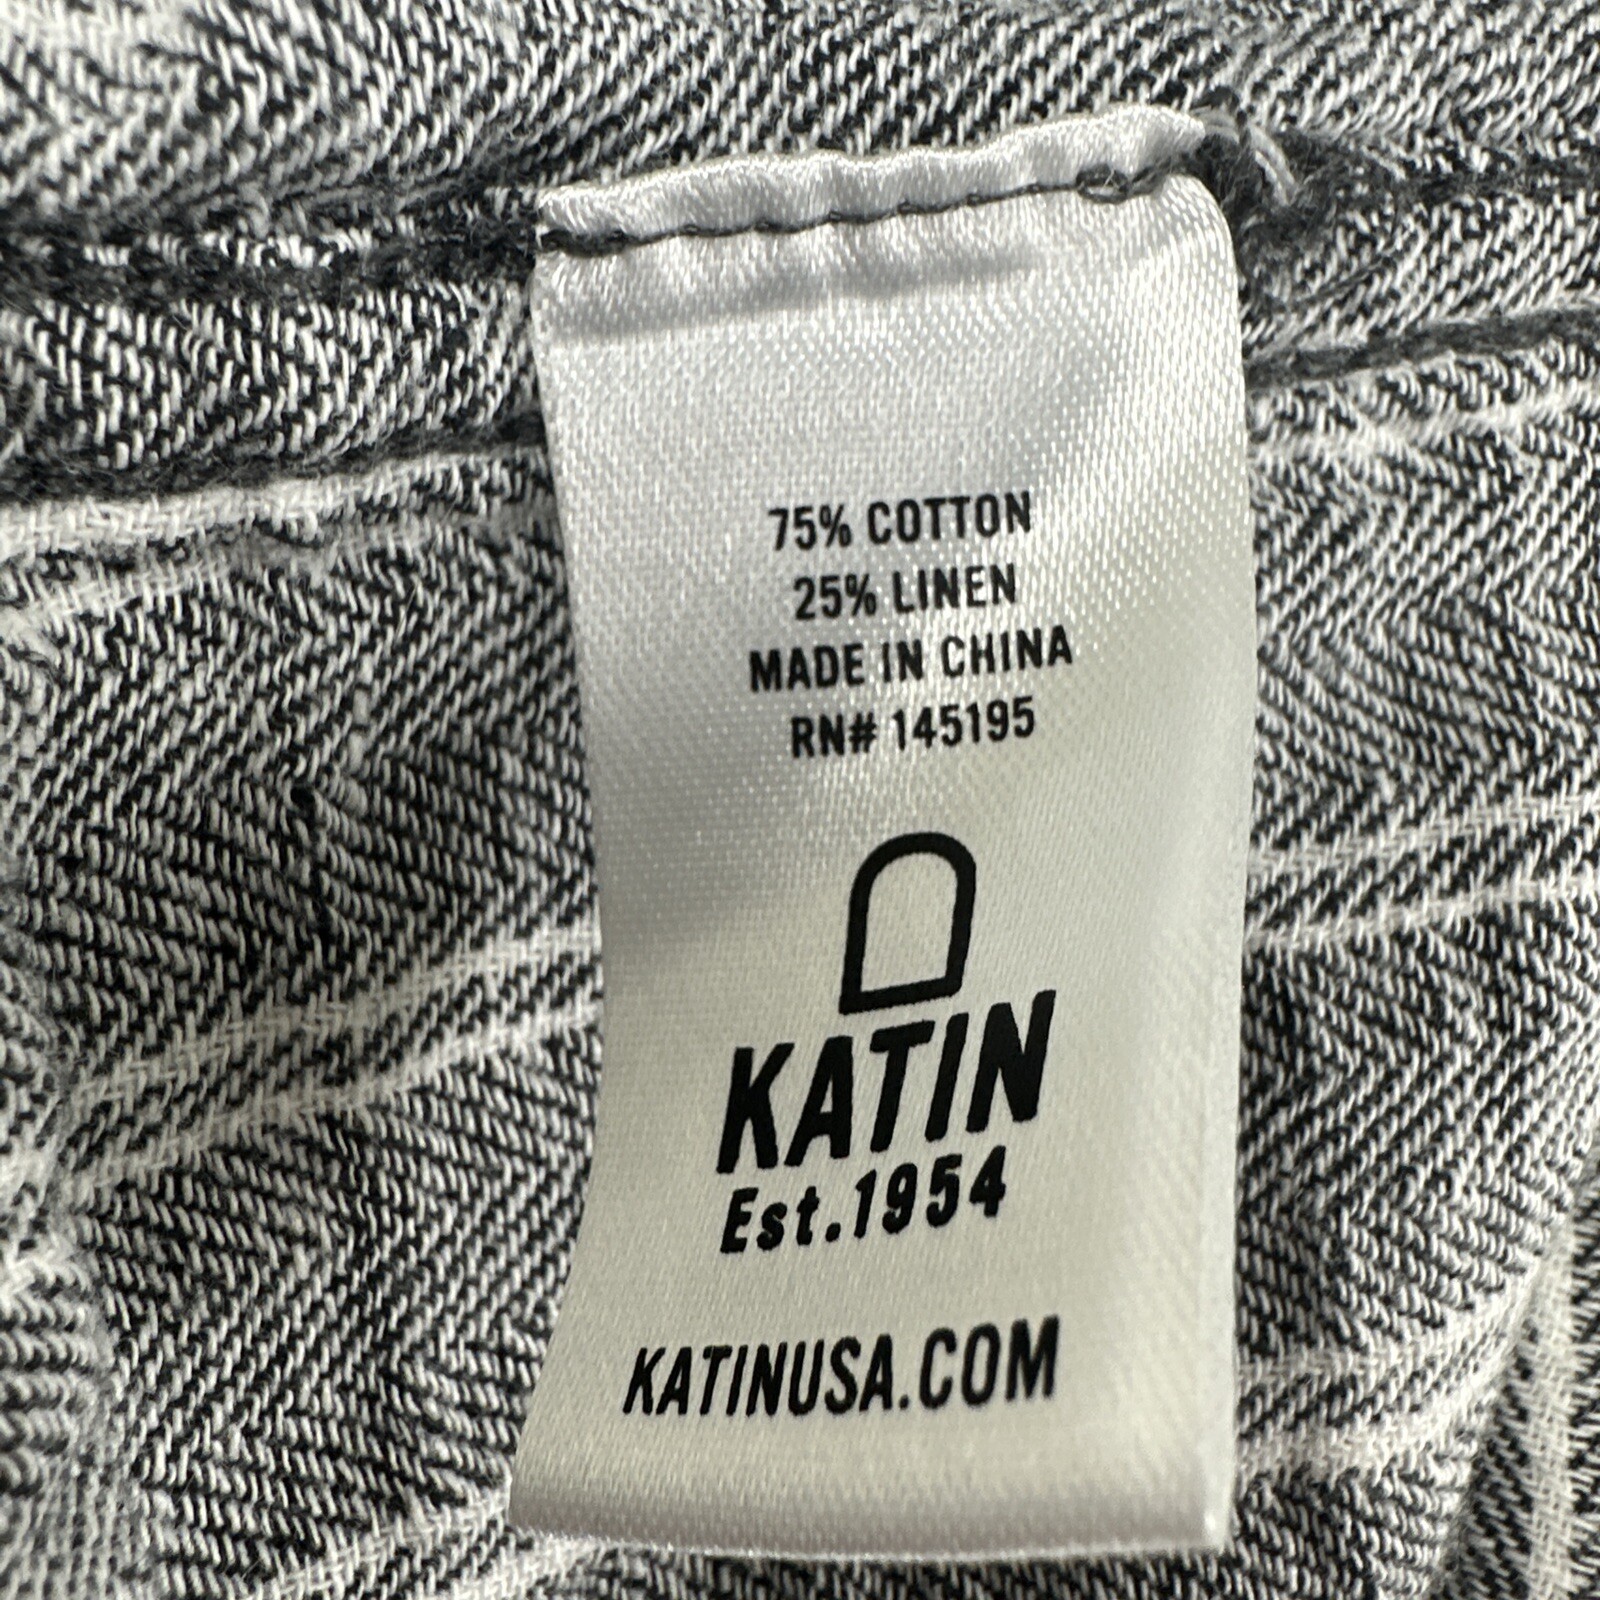 75% COTTON
25% LINEN
MADE IN CHINA
RN# 145195
KATIN
Est.1954
KATINUSA.COM